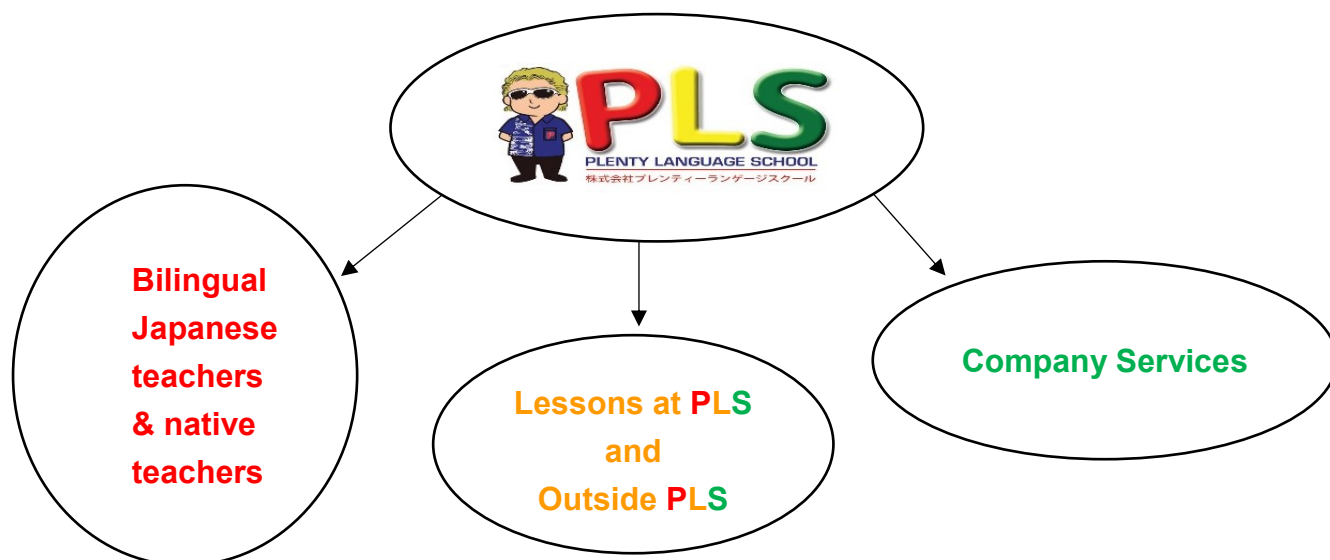 PLS
PLENTY LANGUAGE SCHOOL
株式会社プレンティーランゲージスクール
Bilingual
Japanese
teachers
& native
teachers
Lessons at PLS
and
Outside PLS
Company Services